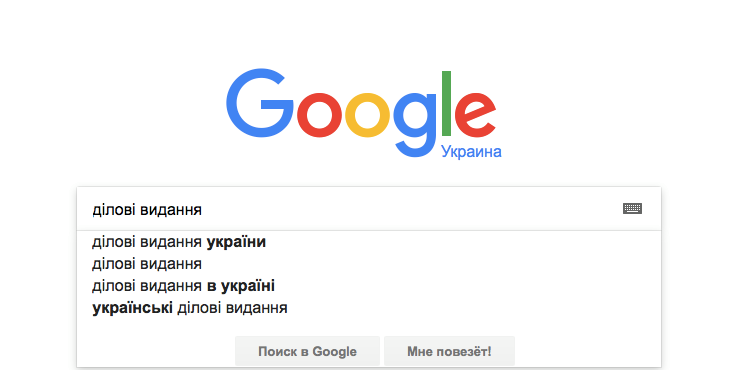 Google
Украина
ділові видання
ділові видання україни
ділові видання
ділові видання в україні
українські ділові видання
Поиск в Google Мне повезёт!